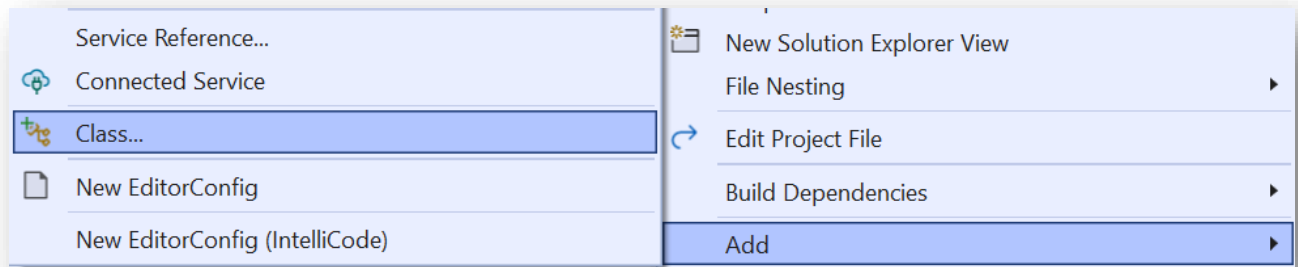 Service Reference...
Connected Service
Class...
New EditorConfig
New EditorConfig (IntelliCode)
New Solution Explorer View
File Nesting
Edit Project File
Build Dependencies
Add